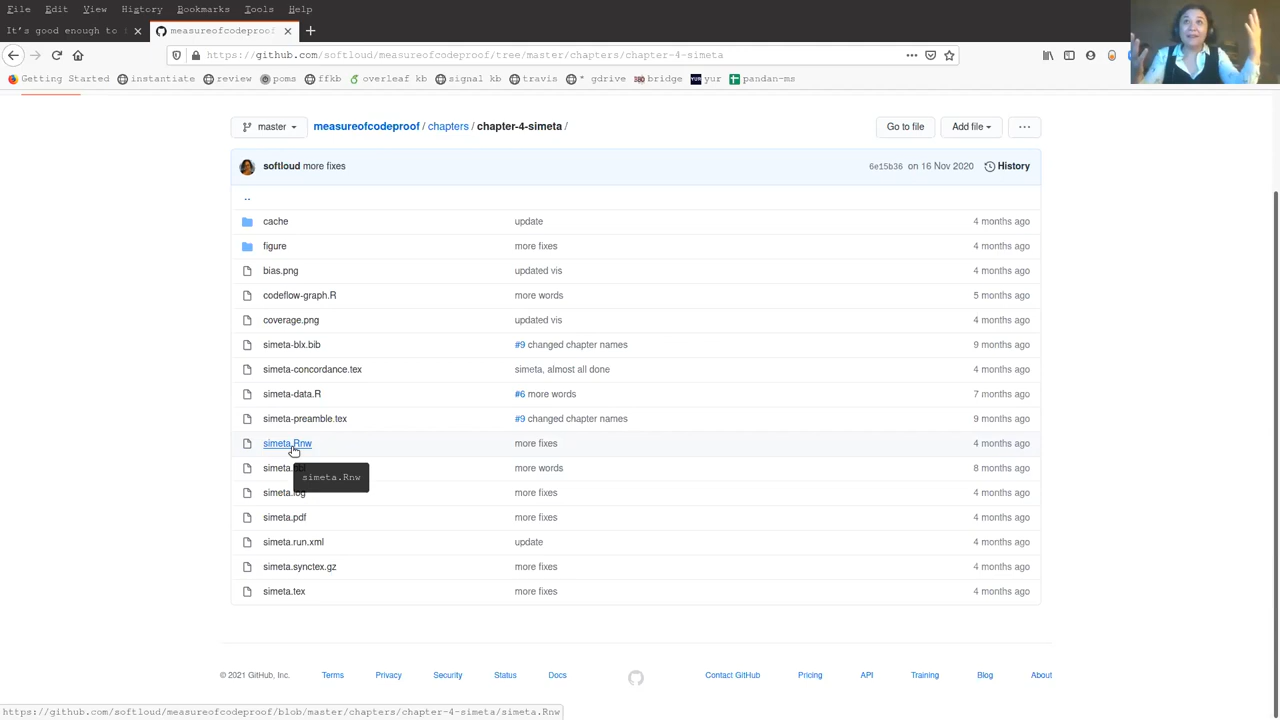 File Edit View History Bookmarks Tools Help
It's good enough to
measureofcodeproof/
https://github.com/softloud/measureofcodeproof/tree/master/chapters/chapter-4-simeta
Getting Started instantiate review poms ffkb overleaf kb signal kb travis * gdrive bridge yur pandan-ms
master measureofcodeproof / chapters / chapter-4-simeta / Go to file Add file ...
softloud more fixes 6e15b36 on 16 Nov 2020 History
..
cache update 4 months ago
figure more fixes 4 months ago
bias.png updated vis 4 months ago
codeflow-graph.R more words 5 months ago
coverage.png updated vis 4 months ago
simeta-blx.bib #9 changed chapter names 9 months ago
simeta-concordance.tex simeta, almost all done 4 months ago
simeta-data.R #6 more words 7 months ago
simeta-preamble.tex #9 changed chapter names 9 months ago
simeta.Rnw more fixes 4 months ago
simeta. more words 8 months ago
simeta.Rnw
simeta.log more fixes 4 months ago
simeta.pdf more fixes 4 months ago
simeta.run.xml update 4 months ago
simeta.synctex.gz more fixes 4 months ago
simeta.tex more fixes 4 months ago
© 2021 GitHub, Inc. Terms Privacy Security Status Docs Contact GitHub Pricing API Training Blog About
https://github.com/softloud/measureofcodeproof/blob/master/chapters/chapter-4-simeta/simeta.Rnw